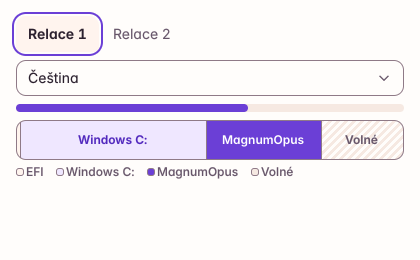 Relace 1 Relace 2
Čeština
Windows C: MagnumOpus Volné
EFI Windows C: MagnumOpus Volné